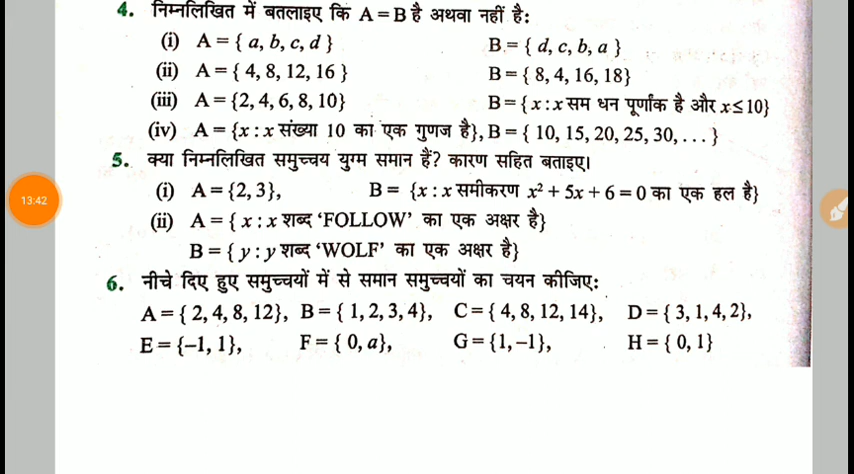 4. निम्नलिखित में बतलाइए कि A = B है अथवा नहीं है:
(i) A = { a, b, c, d } B = { d, c, b, a }
(ii) A = { 4, 8, 12, 16 } B = { 8, 4, 16, 18}
(iii) A = {2, 4, 6, 8, 10} B = {x : x सम धन पूर्णांक है और x ≤ 10}
(iv) A = {x : x संख्या 10 का एक गुणज है}, B = { 10, 15, 20, 25, 30, . . . }
5. क्या निम्नलिखित समुच्चय युग्म समान हैं? कारण सहित बताइए।
(i) A = {2, 3}, B = {x : x समीकरण x² + 5x + 6 = 0 का एक हल है}
(ii) A = { x : x शब्द ‘FOLLOW’ का एक अक्षर है}
B = { y : y शब्द ‘WOLF’ का एक अक्षर है}
13:42
6. नीचे दिए हुए समुच्चयों में से समान समुच्चयों का चयन कीजिए:
A = { 2, 4, 8, 12}, B = { 1, 2, 3, 4}, C = { 4, 8, 12, 14}, D = { 3, 1, 4, 2},
E = {–1, 1}, F = { 0, a}, G = {1, –1}, H = { 0, 1}